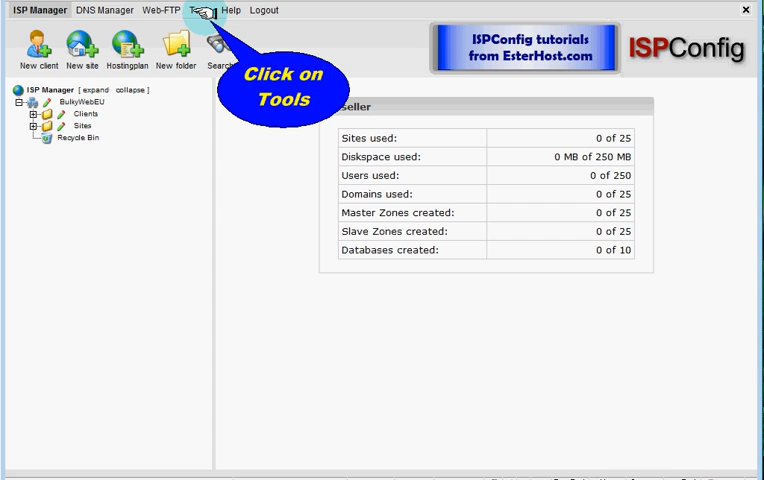 ISP Manager DNS Manager Web-FTP Help Logout
ISPConfig tutorials
from EsterHost.com
ISPConfig
New client New site Hostingplan New folder
Click on
Tools
ISP Manager [ expand collapse ]
BulkyWebEU
Clients
Sites
Recycle Bin
Sites used: 0 of 25
Diskspace used: 0 MB of 250 MB
Users used: 0 of 250
Domains used: 0 of 25
Master Zones created: 0 of 25
Slave Zones created: 0 of 25
Databases created: 0 of 10